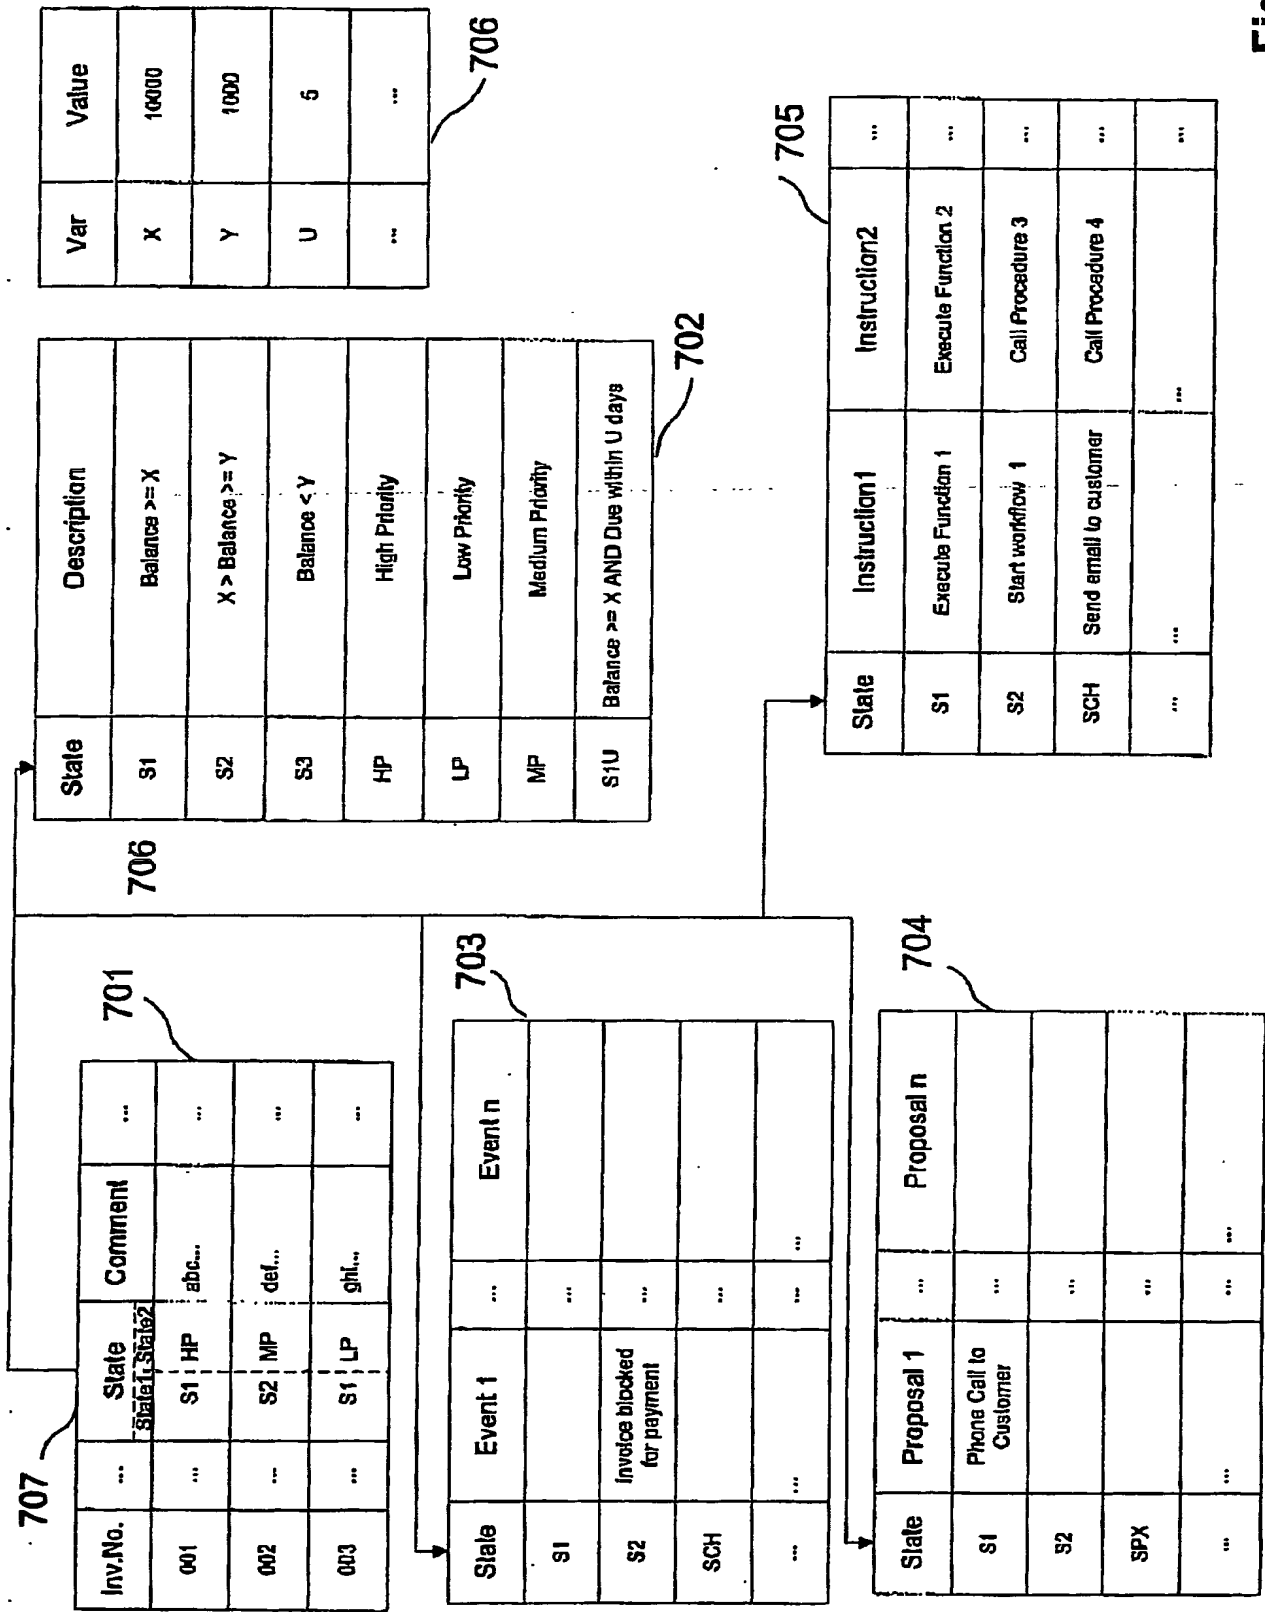 707
701
Inv.No. ... State Comment ...
State1 State2
001 ... S1 HP abc... ...
002 ... S2 MP def... ...
003 ... S1 LP ghi... ...
706
State Description
S1 Balance >= X
S2 X > Balance >= Y
S3 Balance < Y
HP High Priority
LP Low Priority
MP Medium Priority
S1U Balance >= X AND Due within U days
702
Var Value
X 10000
Y 1000
U 5
... ...
706
703
State Event 1 ... Event n
S1 ...
S2 Invoice blocked ...
for payment
SCH ...
... ... ... ...
704
State Proposal 1 ... Proposal n
S1 Phone Call to ...
Customer
S2 ...
SPX ...
... ... ... ...
705
State Instruction1 Instruction2 ...
S1 Execute Function 1 Execute Function 2 ...
S2 Start workflow 1 Call Procedure 3 ...
SCH Send email to customer Call Procedure 4 ...
... ... ... ...